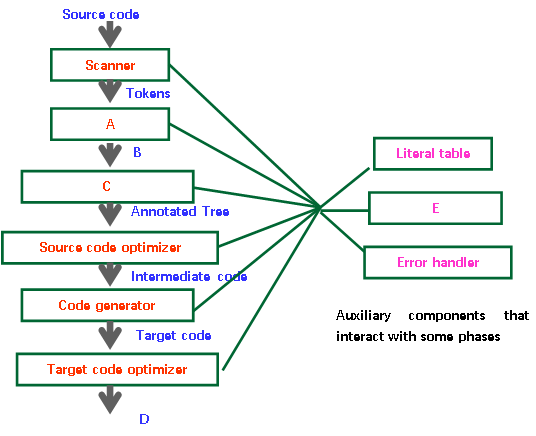 Source code
Scanner
Tokens
A
B
C
Annotated Tree
Source code optimizer
Intermediate code
Code generator
Target code
Target code optimizer
D
Literal table
E
Error handler
Auxiliary components that
interact with some phases